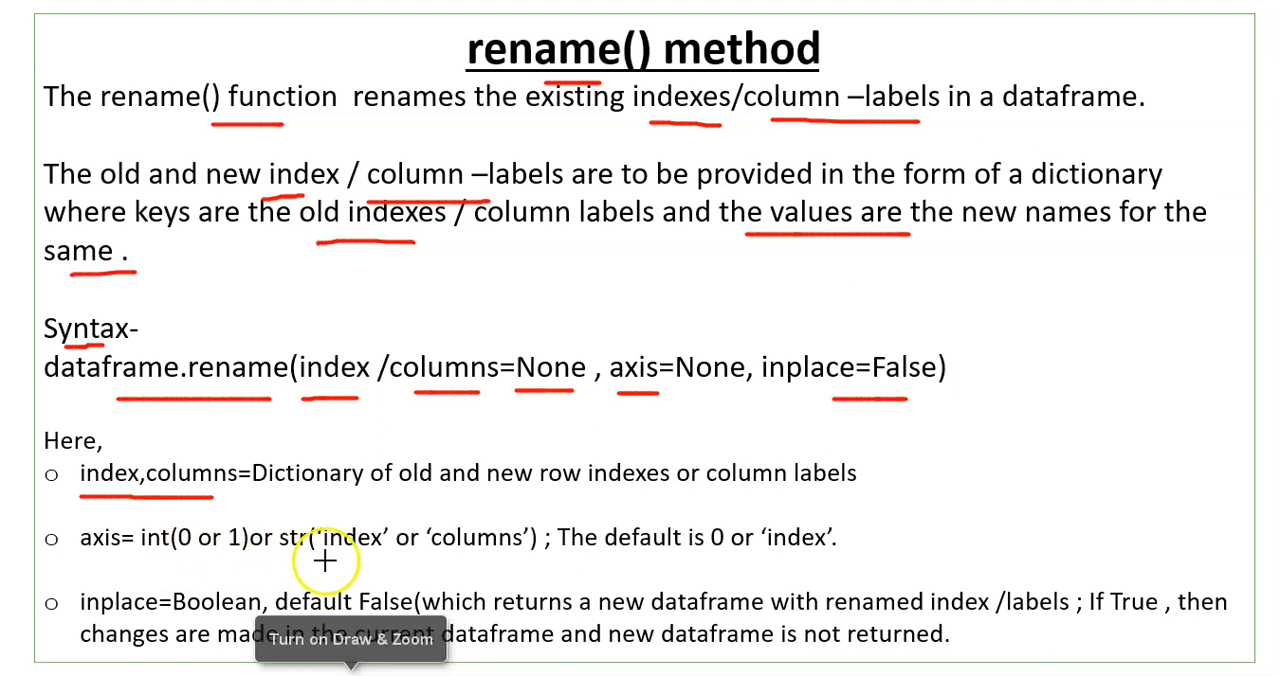 rename() method
The rename() function renames the existing indexes/column –labels in a dataframe.
The old and new index / column –labels are to be provided in the form of a dictionary
where keys are the old indexes / column labels and the values are the new names for the
same .
Syntax-
dataframe.rename(index /columns=None , axis=None, inplace=False)
Here,
o index,columns=Dictionary of old and new row indexes or column labels
o axis= int(0 or 1)or str(‘index’ or ‘columns’) ; The default is 0 or ‘index’.
o inplace=Boolean, default False(which returns a new dataframe with renamed index /labels ; If True , then
changes are made in the current dataframe and new dataframe is not returned.
Turn on Draw & Zoom